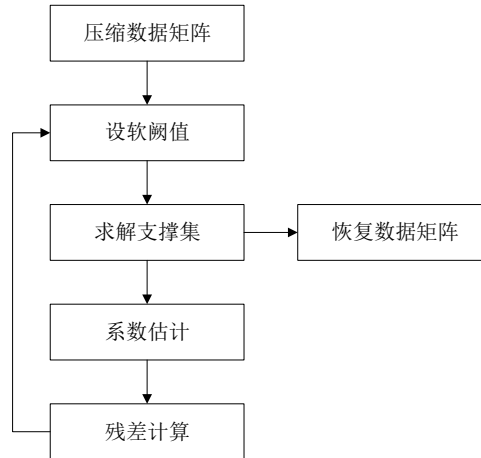 压缩数据矩阵
设软阙值
求解支撑集
恢复数据矩阵
系数估计
残差计算